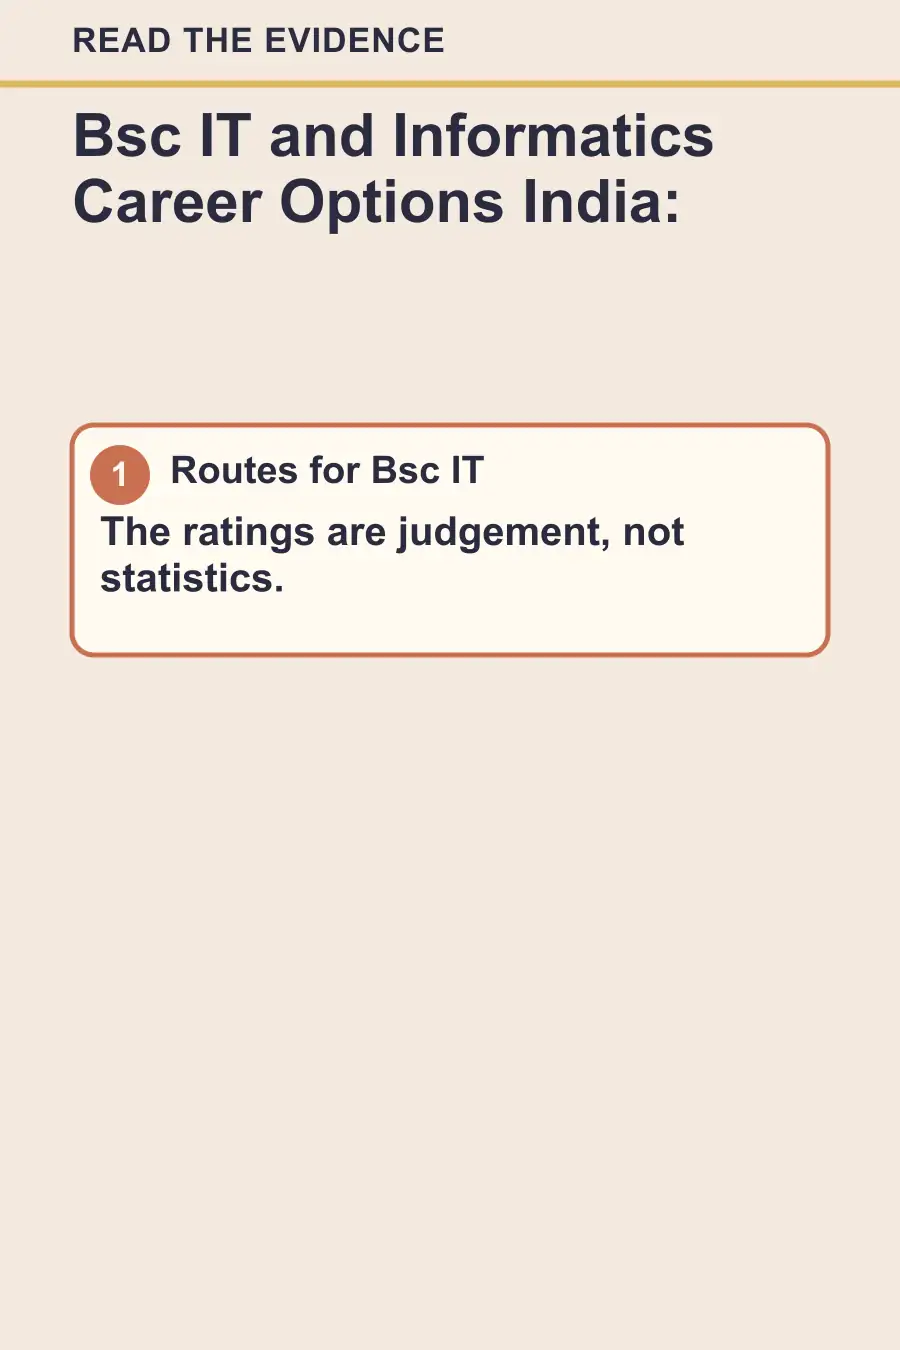 READ THE EVIDENCE
Bsc IT and Informatics
Career Options India:
1 Routes for Bsc IT
The ratings are judgement, not
statistics.